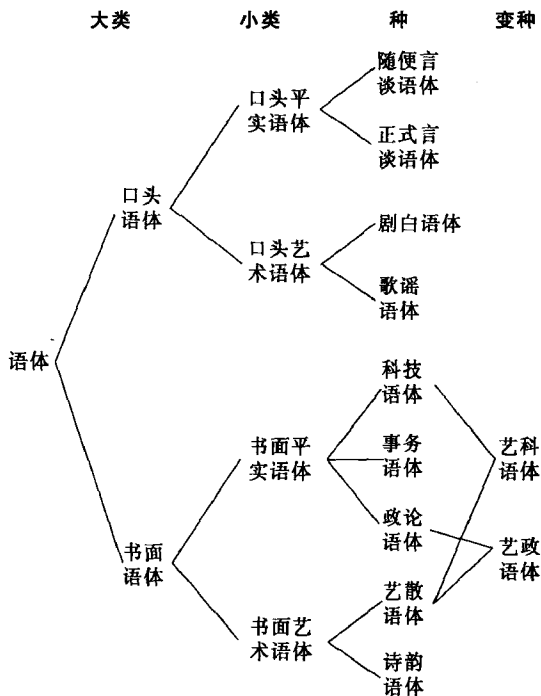 大类 小类 种 变种
随便言
谈语体
口头平
实语体
正式言
谈语体
口头
语体
剧白语体
口头艺
术语体
歌谣
语体
语体
科技
语体
书面平
实语体
事务
语体
艺科
语体
政论
语体
书面
语体
艺政
语体
艺散
语体
书面艺
术语体
诗韵
语体